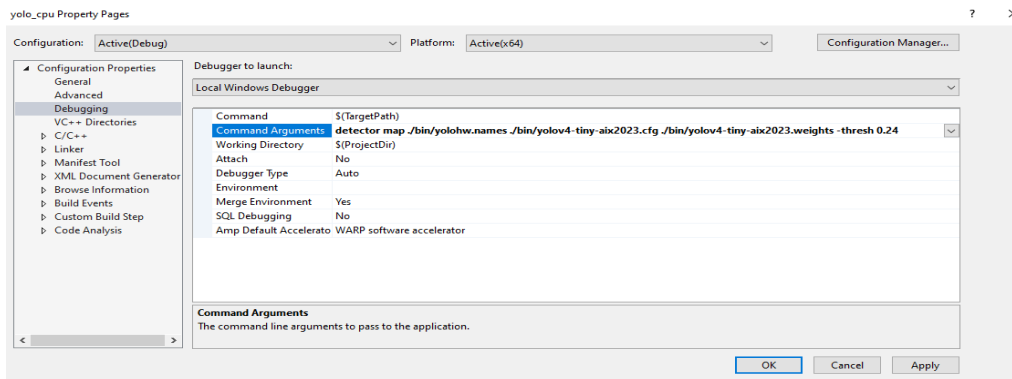 yolo_cpu Property Pages
?
Configuration: Active(Debug) Platform: Active(x64) Configuration Manager...
Configuration Properties
General
Advanced
Debugging
VC++ Directories
C/C++
Linker
Manifest Tool
XML Document Generator
Browse Information
Build Events
Custom Build Step
Code Analysis
Debugger to launch:
Local Windows Debugger
Command $(TargetPath)
Command Arguments detector map ./bin/yolohw.names ./bin/yolov4-tiny-aix2023.cfg ./bin/yolov4-tiny-aix2023.weights -thresh 0.24
Working Directory $(ProjectDir)
Attach No
Debugger Type Auto
Environment
Merge Environment Yes
SQL Debugging No
Amp Default Accelerato WARP software accelerator
Command Arguments
The command line arguments to pass to the application.
OK Cancel Apply